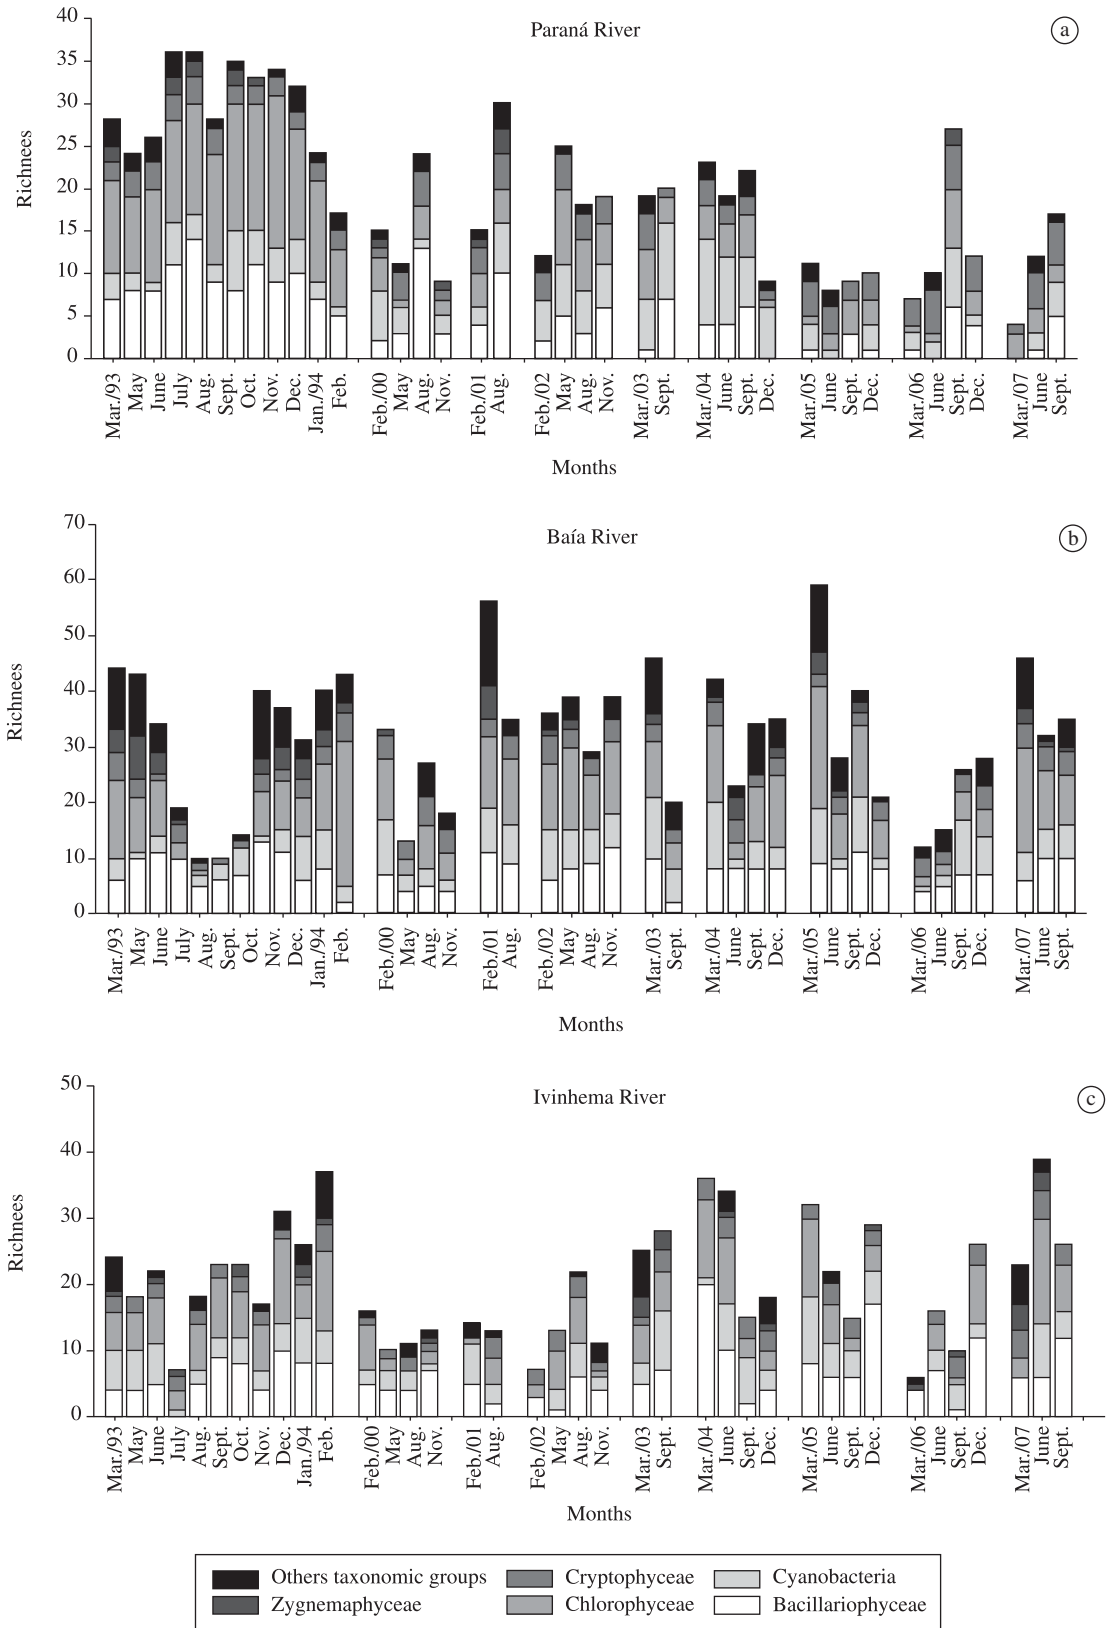 Paraná River
a
Richnees
40
35
30
25
20
15
10
5
0
Mar./93 May June July Aug. Sept. Oct. Nov. Dec. Jan./94 Feb. Feb./00 May Aug. Nov. Feb./01 Aug. Feb./02 May Aug. Nov. Mar./03 Sept. Mar./04 June Sept. Dec. Mar./05 June Sept. Dec. Mar./06 June Sept. Dec. Mar./07 June Sept.
Months
Baía River
b
Richnees
70
60
50
40
30
20
10
0
Mar./93 May June July Aug. Sept. Oct. Nov. Dec. Jan./94 Feb. Feb./00 May Aug. Nov. Feb./01 Aug. Feb./02 May Aug. Nov. Mar./03 Sept. Mar./04 June Sept. Dec. Mar./05 June Sept. Dec. Mar./06 June Sept. Dec. Mar./07 June Sept.
Months
Ivinhema River
c
Richnees
50
40
30
20
10
0
Mar./93 May June July Aug. Sept. Oct. Nov. Dec. Jan./94 Feb. Feb./00 May Aug. Nov. Feb./01 Aug. Feb./02 May Aug. Nov. Mar./03 Sept. Mar./04 June Sept. Dec. Mar./05 June Sept. Dec. Mar./06 June Sept. Dec. Mar./07 June Sept.
Months
Others taxonomic groups Cryptophyceae Cyanobacteria
Zygnemaphyceae Chlorophyceae Bacillariophyceae